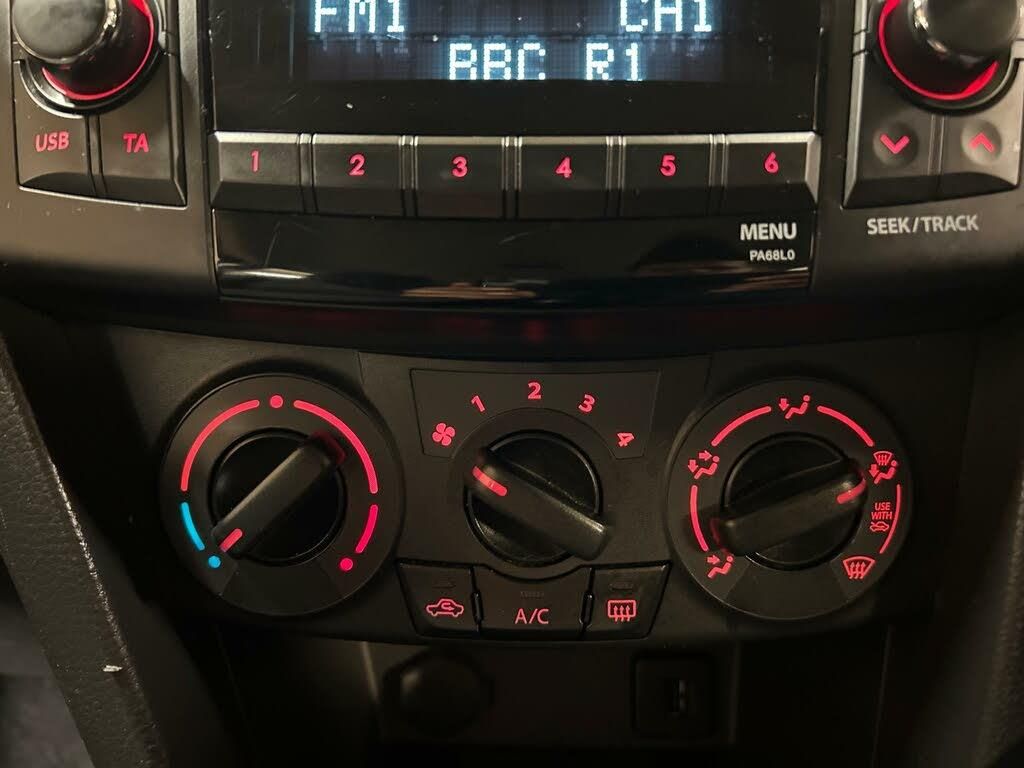 FM1 CH1
BBC R1
USB TA
1 2 3 4 5 6
SEEK/TRACK
MENU
PA68L0
1 2 3 4
USE
WITH
A/C